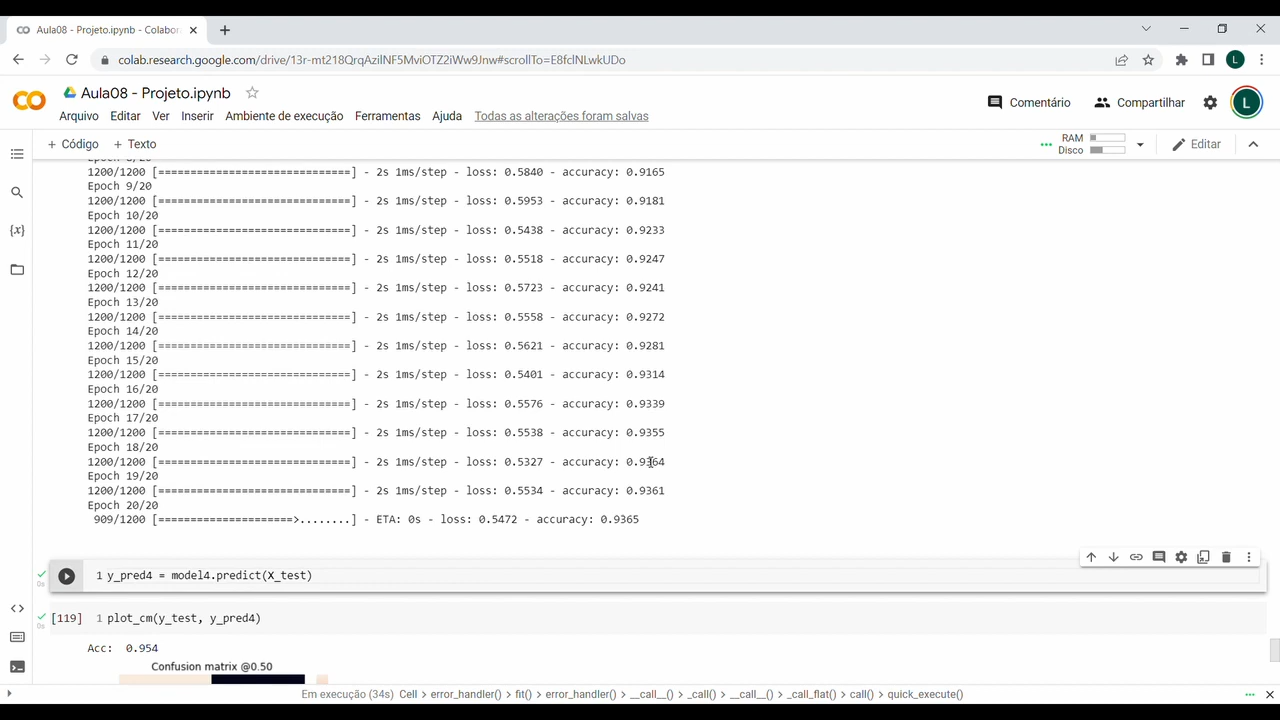 Aula08 - Projeto.ipynb - Colabor
colab.research.google.com/drive/13r-mt218QrqAzilNF5MviOTZ2iWw9Jnw#scrollTo=E8fclNLwkUDo
L
Aula08 - Projeto.ipynb
Comentário
Compartilhar
L
Arquivo Editar Ver Inserir Ambiente de execução Ferramentas Ajuda Todas as alterações foram salvas
+ Código + Texto
RAM
Disco
Editar
Epoch 8/20
1200/1200 [==============================] - 2s 1ms/step - loss: 0.5840 - accuracy: 0.9165
Epoch 9/20
1200/1200 [==============================] - 2s 1ms/step - loss: 0.5953 - accuracy: 0.9181
Epoch 10/20
1200/1200 [==============================] - 2s 1ms/step - loss: 0.5438 - accuracy: 0.9233
Epoch 11/20
1200/1200 [==============================] - 2s 1ms/step - loss: 0.5518 - accuracy: 0.9247
Epoch 12/20
1200/1200 [==============================] - 2s 1ms/step - loss: 0.5723 - accuracy: 0.9241
Epoch 13/20
1200/1200 [==============================] - 2s 1ms/step - loss: 0.5558 - accuracy: 0.9272
Epoch 14/20
1200/1200 [==============================] - 2s 1ms/step - loss: 0.5621 - accuracy: 0.9281
Epoch 15/20
1200/1200 [==============================] - 2s 1ms/step - loss: 0.5401 - accuracy: 0.9314
Epoch 16/20
1200/1200 [==============================] - 2s 1ms/step - loss: 0.5576 - accuracy: 0.9339
Epoch 17/20
1200/1200 [==============================] - 2s 1ms/step - loss: 0.5538 - accuracy: 0.9355
Epoch 18/20
1200/1200 [==============================] - 2s 1ms/step - loss: 0.5327 - accuracy: 0.9364
Epoch 19/20
1200/1200 [==============================] - 2s 1ms/step - loss: 0.5534 - accuracy: 0.9361
Epoch 20/20
909/1200 [=====================>........] - ETA: 0s - loss: 0.5472 - accuracy: 0.9365
0s
1 y_pred4 = model4.predict(X_test)
0s
[119] 1 plot_cm(y_test, y_pred4)
Acc: 0.954
Confusion matrix @0.50
Em execução (34s) Cell > error_handler() > fit() > error_handler() > __call__() > _call() > __call__() > _call_flat() > call() > quick_execute()